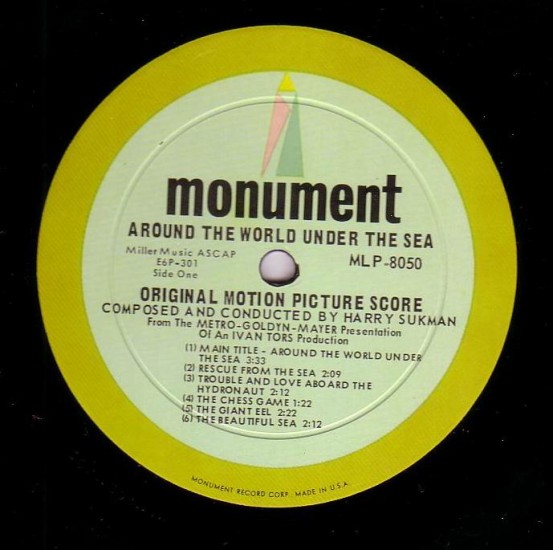 monument
AROUND THE WORLD UNDER THE SEA
Miller Music ASCAP
E6P-301
Side One
MLP-8050
ORIGINAL MOTION PICTURE SCORE
COMPOSED AND CONDUCTED BY HARRY SUKMAN
From The METRO-GOLDYN-MAYER Presentation
Of An IVAN TORS Production
(1) MAIN TITLE - AROUND THE WORLD UNDER
THE SEA 3:33
(2) RESCUE FROM THE SEA 2:09
(3) TROUBLE AND LOVE ABOARD THE
HYDRONAUT 2:12
(4) THE CHESS GAME 1:22
(5) THE GIANT EEL 2:22
(6) THE BEAUTIFUL SEA 2:12
MONUMENT RECORD CORP. MADE IN U.S.A.